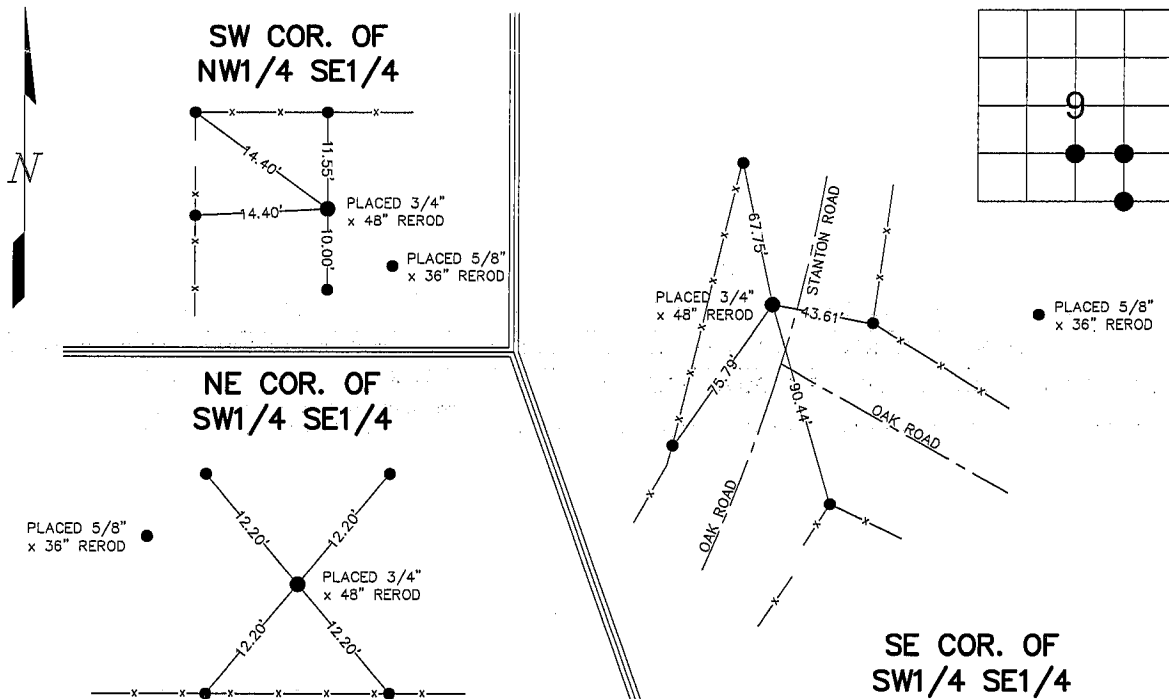 N
SW COR. OF
NW1/4 SE1/4
14.40'
11.55'
14.40'
10.00'
PLACED 3/4"
x 48" REROD
PLACED 5/8"
x 36" REROD
NE COR. OF
SW1/4 SE1/4
PLACED 5/8"
x 36" REROD
12.20'
12.20'
12.20'
12.20'
PLACED 3/4"
x 48" REROD
9
67.75'
STANTON ROAD
PLACED 3/4"
x 48" REROD
43.61'
75.79'
90.44'
OAK ROAD
OAK ROAD
PLACED 5/8"
x 36" REROD
SE COR. OF
SW1/4 SE1/4